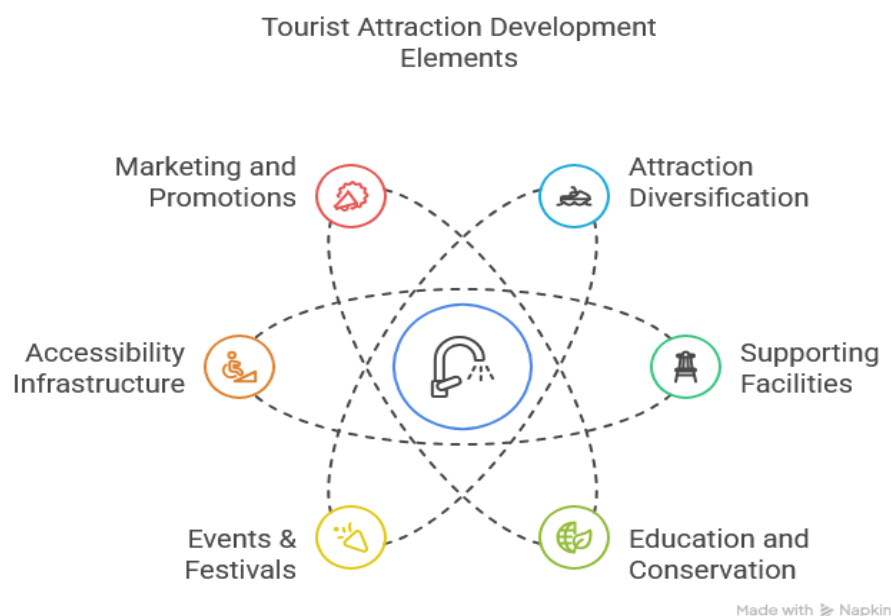 Tourist Attraction Development
Elements
Marketing and
Promotions
Attraction
Diversification
Accessibility
Infrastructure
Supporting
Facilities
Events &
Festivals
Education and
Conservation
Made with Napkin